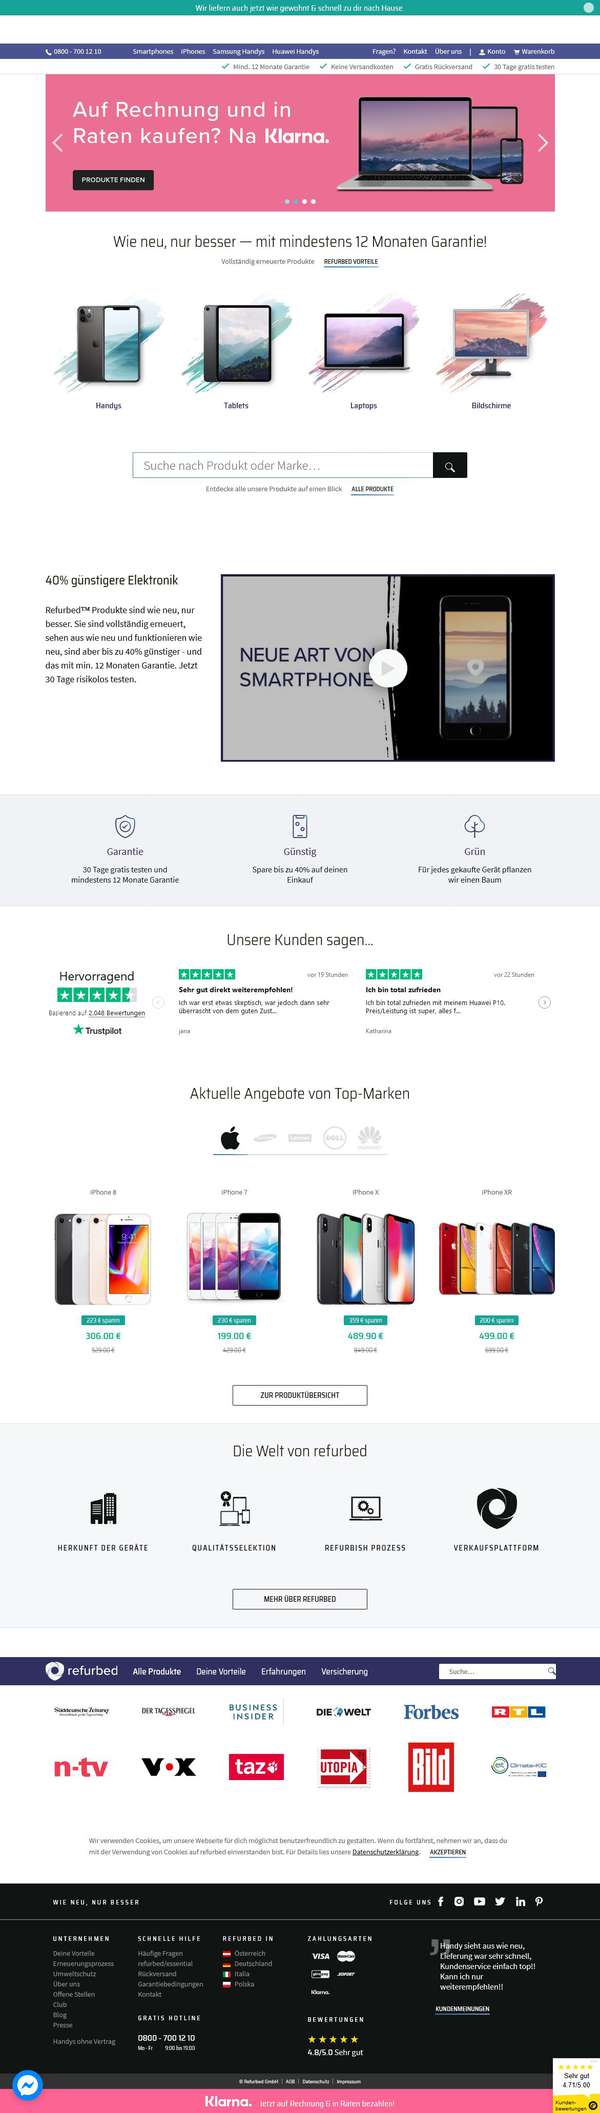 Wir liefern auch jetzt wie gewohnt & schnell zu dir nach Hause
0800 - 700 12 10 Smartphones iPhones Samsung Handys Huawei Handys Fragen? Kontakt Über uns | Konto Warenkorb
Mind. 12 Monate Garantie Keine Versandkosten Gratis Rückversand 30 Tage gratis testen
Auf Rechnung und in
Raten kaufen? Na Klarna.
PRODUKTE FINDEN
Wie neu, nur besser — mit mindestens 12 Monaten Garantie!
Vollständig erneuerte Produkte REFURBED VORTEILE
Handys Tablets Laptops Bildschirme
Suche nach Produkt oder Marke...
Entdecke alle unsere Produkte auf einen Blick ALLE PRODUKTE
40% günstigere Elektronik
Refurbed™ Produkte sind wie neu, nur
besser. Sie sind vollständig erneuert,
sehen aus wie neu und funktionieren wie
neu, sind aber bis zu 40% günstiger - und
das mit min. 12 Monaten Garantie. Jetzt
30 Tage risikolos testen.
NEUE ART VON
SMARTPHONE
Garantie Günstig Grün
30 Tage gratis testen und
mindestens 12 Monate Garantie
Spare bis zu 40% auf deinen
Einkauf
Für jedes gekaufte Gerät pflanzen
wir einen Baum
Unsere Kunden sagen...
Hervorragend
Basierend auf 2,048 Bewertungen
Trustpilot
vor 19 Stunden
Sehr gut direkt weiterempfohlen!
Ich war erst etwas skeptisch, war jedoch dann sehr
überrascht von dem guten Zust...
jana
vor 22 Stunden
Ich bin total zufrieden
Ich bin total zufrieden mit meinem Huawei P10,
Preis/Leistung ist super, alles f...
Katharina
Aktuelle Angebote von Top-Marken
iPhone 8 iPhone 7 iPhone X iPhone XR
223 € sparen 230 € sparen 359 € sparen 200 € sparen
306.00 € 199.00 € 489.90 € 499.00 €
529.00 € 429.00 € 849.00 € 699.00 €
ZUR PRODUKTÜBERSICHT
Die Welt von refurbed
HERKUNFT DER GERÄTE QUALITÄTSSELEKTION REFURBISH PROZESS VERKAUFSPLATTFORM
MEHR ÜBER REFURBED
refurbed Alle Produkte Deine Vorteile Erfahrungen Versicherung Suche...
Süddeutsche Zeitung DER TAGESSPIEGEL BUSINESS INSIDER DIE WELT Forbes RTL
n-tv VOX taz UTOPIA Bild Climate-KIC
Wir verwenden Cookies, um unsere Webseite für dich möglichst benutzerfreundlich zu gestalten. Wenn du fortfährst, nehmen wir an, dass du
mit der Verwendung von Cookies auf refurbed einverstanden bist. Für Details lies unsere Datenschutzerklärung. AKZEPTIEREN
WIE NEU, NUR BESSER FOLGE UNS
UNTERNEHMEN
Deine Vorteile
Erneuerungsprozess
Umweltschutz
Über uns
Offene Stellen
Club
Blog
Presse
Handys ohne Vertrag
SCHNELLE HILFE
Häufige Fragen
refurbed/essential
Rückversand
Garantiebedingungen
Kontakt
GRATIS HOTLINE
0800 - 700 12 10
Mo - Fr 9:00 bis 19:00
REFURBED IN
Österreich
Deutschland
Italia
Polska
ZAHLUNGSARTEN
VISA
Klarna.
BEWERTUNGEN
4.8/5.0 Sehr gut
Handy sieht aus wie neu,
Lieferung war sehr schnell,
Kundenservice einfach top!!
Kann ich nur
weiterempfehlen!!
KUNDENMEINUNGEN
© Refurbed GmbH | AGB | Datenschutz | Impressum
Klarna. Jetzt auf Rechnung & in Raten bezahlen!
Sehr gut
4.71/5.00
Kunden-
bewertungen